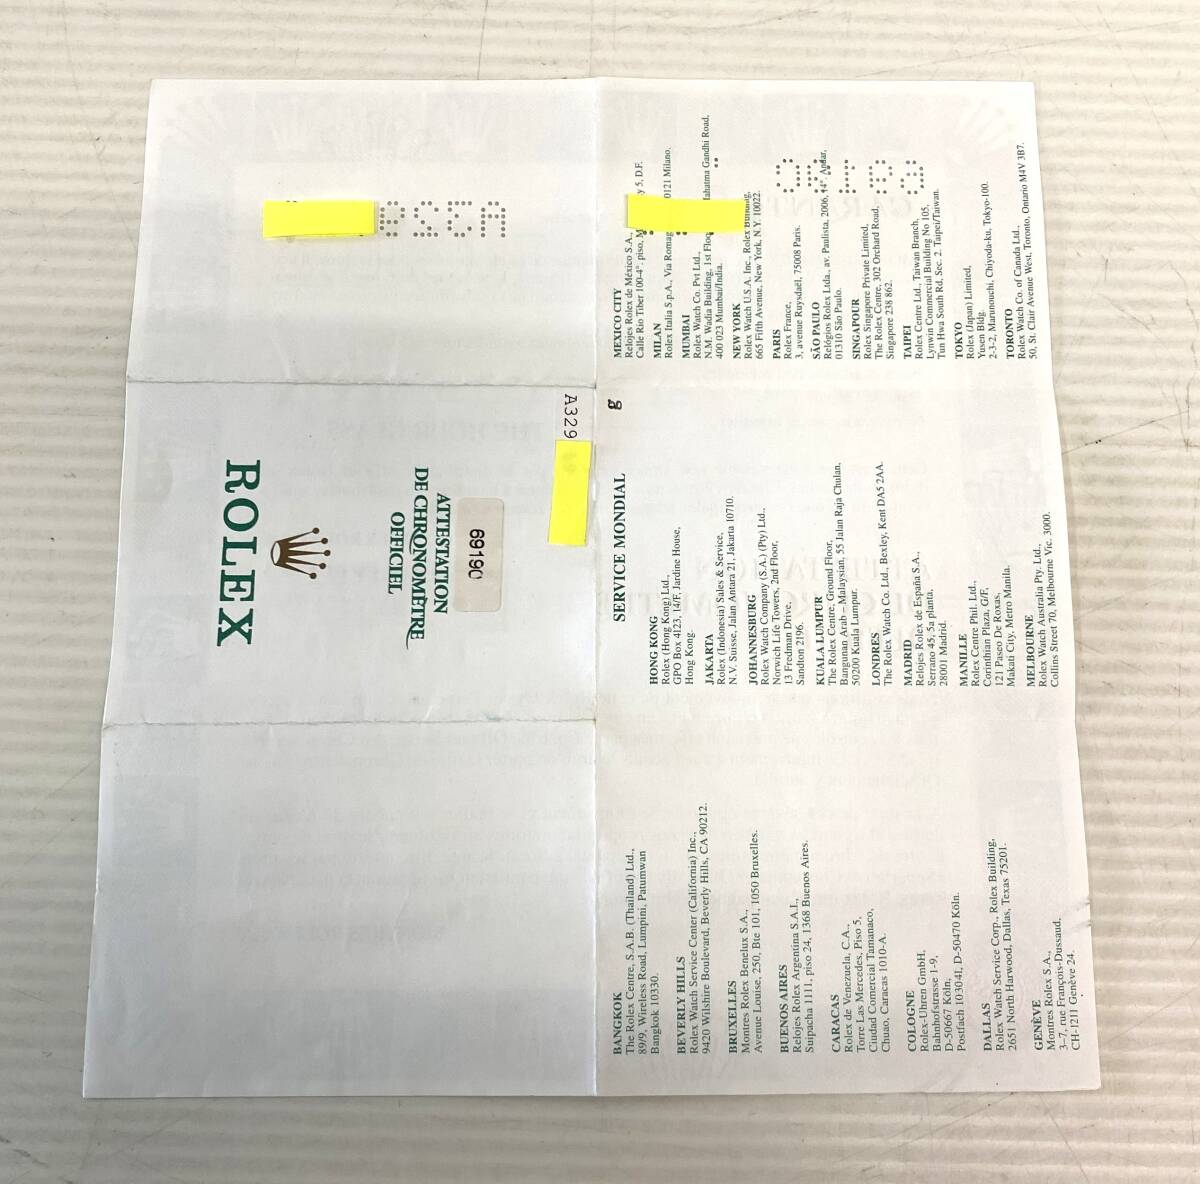 A329
ROLEX
ATTESTATION
DE CHRONOMÈTRE
OFFICIEL
69190
A329
g
SERVICE MONDIAL
BANGKOK
The Rolex Centre, S.A.B. (Thailand) Ltd.,
89/9, Wireless Road, Lumpini, Patumwan
Bangkok 10330.
BEVERLY HILLS
Rolex Watch Service Center (California) Inc.,
9420 Wilshire Boulevard, Beverly Hills, CA 90212.
BRUXELLES
Montres Rolex Benelux S.A.,
Avenue Louise, 250, Bte 101, 1050 Bruxelles.
BUENOS AIRES
Relojes Rolex Argentina S.A.I.,
Suipacha 1111, piso 24, 1368 Buenos Aires.
CARACAS
Rolex de Venezuela, C.A.,
Torre Las Mercedes, Piso 5,
Ciudad Comercial Tamanaco,
Chuao, Caracas 1010-A.
COLOGNE
Rolex-Uhren GmbH,
Bahnhofstrasse 1-9,
D-50667 Köln,
Postfach 103041, D-50470 Köln.
DALLAS
Rolex Watch Service Corp., Rolex Building,
2651 North Harwood, Dallas, Texas 75201.
GENÈVE
Montres Rolex S.A.,
3-7, rue François-Dussaud,
CH-1211 Genève 24.
HONG KONG
Rolex (Hong Kong) Ltd.,
GPO Box 4123, 14/F, Jardine House,
Hong Kong.
JAKARTA
Rolex (Indonesia) Sales & Service,
N.V. Suisse, Jalan Antara 21, Jakarta 10710.
JOHANNESBURG
Rolex Watch Company (S.A.) (Pty) Ltd.,
Norwich Life Towers, 2nd Floor,
13 Fredman Drive,
Sandton 2196.
KUALA LUMPUR
The Rolex Centre, Ground Floor,
Bangunan Arab – Malaysian, 55 Jalan Raja Chulan,
50200 Kuala Lumpur.
LONDRES
The Rolex Watch Co. Ltd., Bexley, Kent DA5 2AA.
MADRID
Relojes Rolex de España S.A.,
Serrano 45, 5a planta,
28001 Madrid.
MANILLE
Rolex Centre Phil. Ltd.,
Corinthian Plaza, G/F,
121 Paseo De Roxas,
Makati City, Metro Manila.
MELBOURNE
Rolex Watch Australia Pty. Ltd.,
Collins Street 70, Melbourne Vic. 3000.
MEXICO CITY
Relojes Rolex de México S.A.,
Calle Rio Tiber 100-4°. piso, 5, D.F.
MILAN
Rolex Italia S.p.A., Via 0121 Milano.
MUMBAI
Rolex Watch Co. Pvt Ltd.,
N.M. Wadia Building, 1st Gandhi Road,
400 023 Mumbai/India.
NEW YORK
Rolex Watch U.S.A. Inc., Rolex Building,
665 Fifth Avenue, New York, N.Y. 10022.
PARIS
Rolex France,
3, avenue Ruysdaël, 75008 Paris.
SÃO PAULO
Relógios Rolex Ltda., av. Paulista, 2006, 14°. Andar,
01310 São Paulo.
SINGAPOUR
Rolex Singapore Private Limited,
The Rolex Centre, 302 Orchard Road,
Singapore 238 862.
TAIPEI
Rolex Centre Ltd., Taiwan Branch,
Lynwin Commercial Building No 105,
Tun Hwa South Rd. Sec. 2. Taipei/Taiwan.
TOKYO
Rolex (Japan) Limited,
Yusen Bldg.
2-3-2, Marunouchi, Chiyoda-ku, Tokyo-100.
TORONTO
Rolex Watch Co. of Canada Ltd.,
50, St. Clair Avenue West, Toronto, Ontario M4V 3B7.